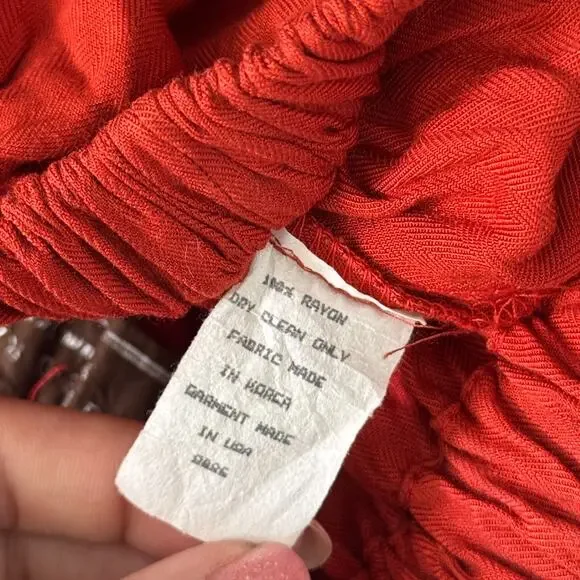 100% RAYON
DRY CLEAN ONLY
FABRIC MADE
IN KOREA
GARMENT MADE
IN USA